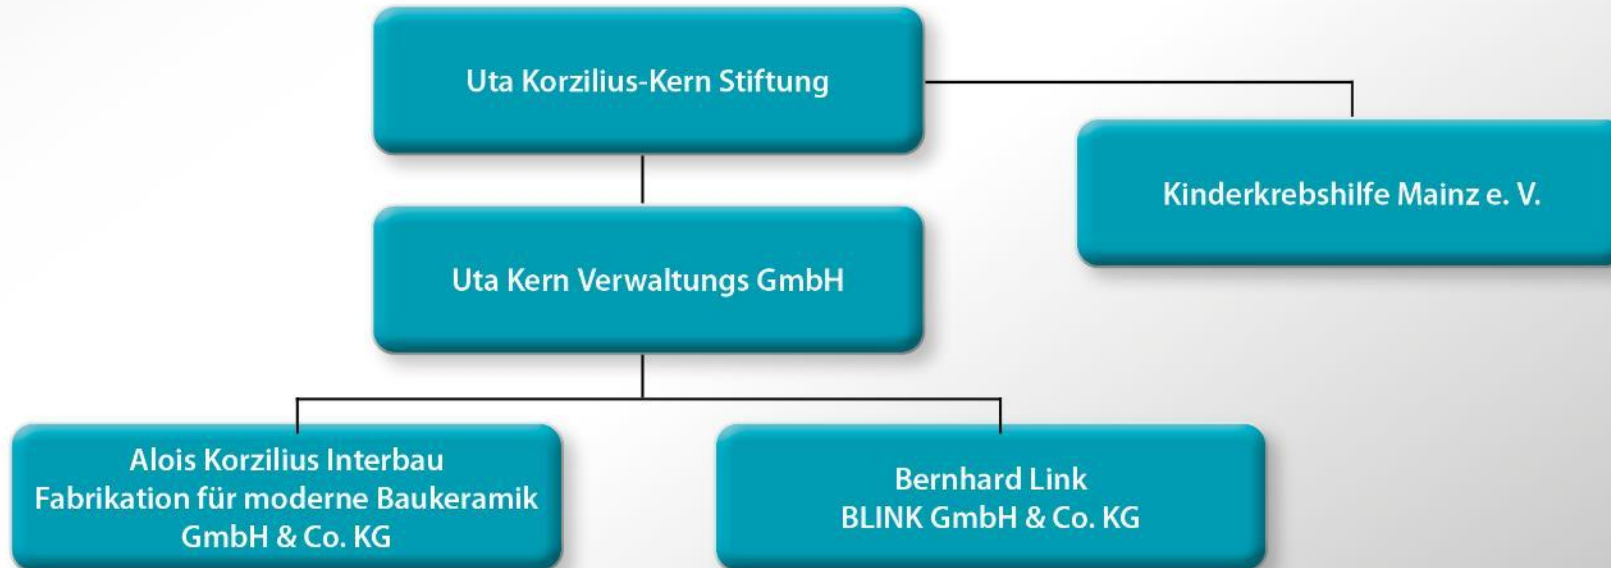 Uta Korzilius-Kern Stiftung
Kinderkrebshilfe Mainz e. V.
Uta Kern Verwaltungs GmbH
Alois Korzilius Interbau
Fabrikation für moderne Baukeramik
GmbH & Co. KG
Bernhard Link
BLINK GmbH & Co. KG